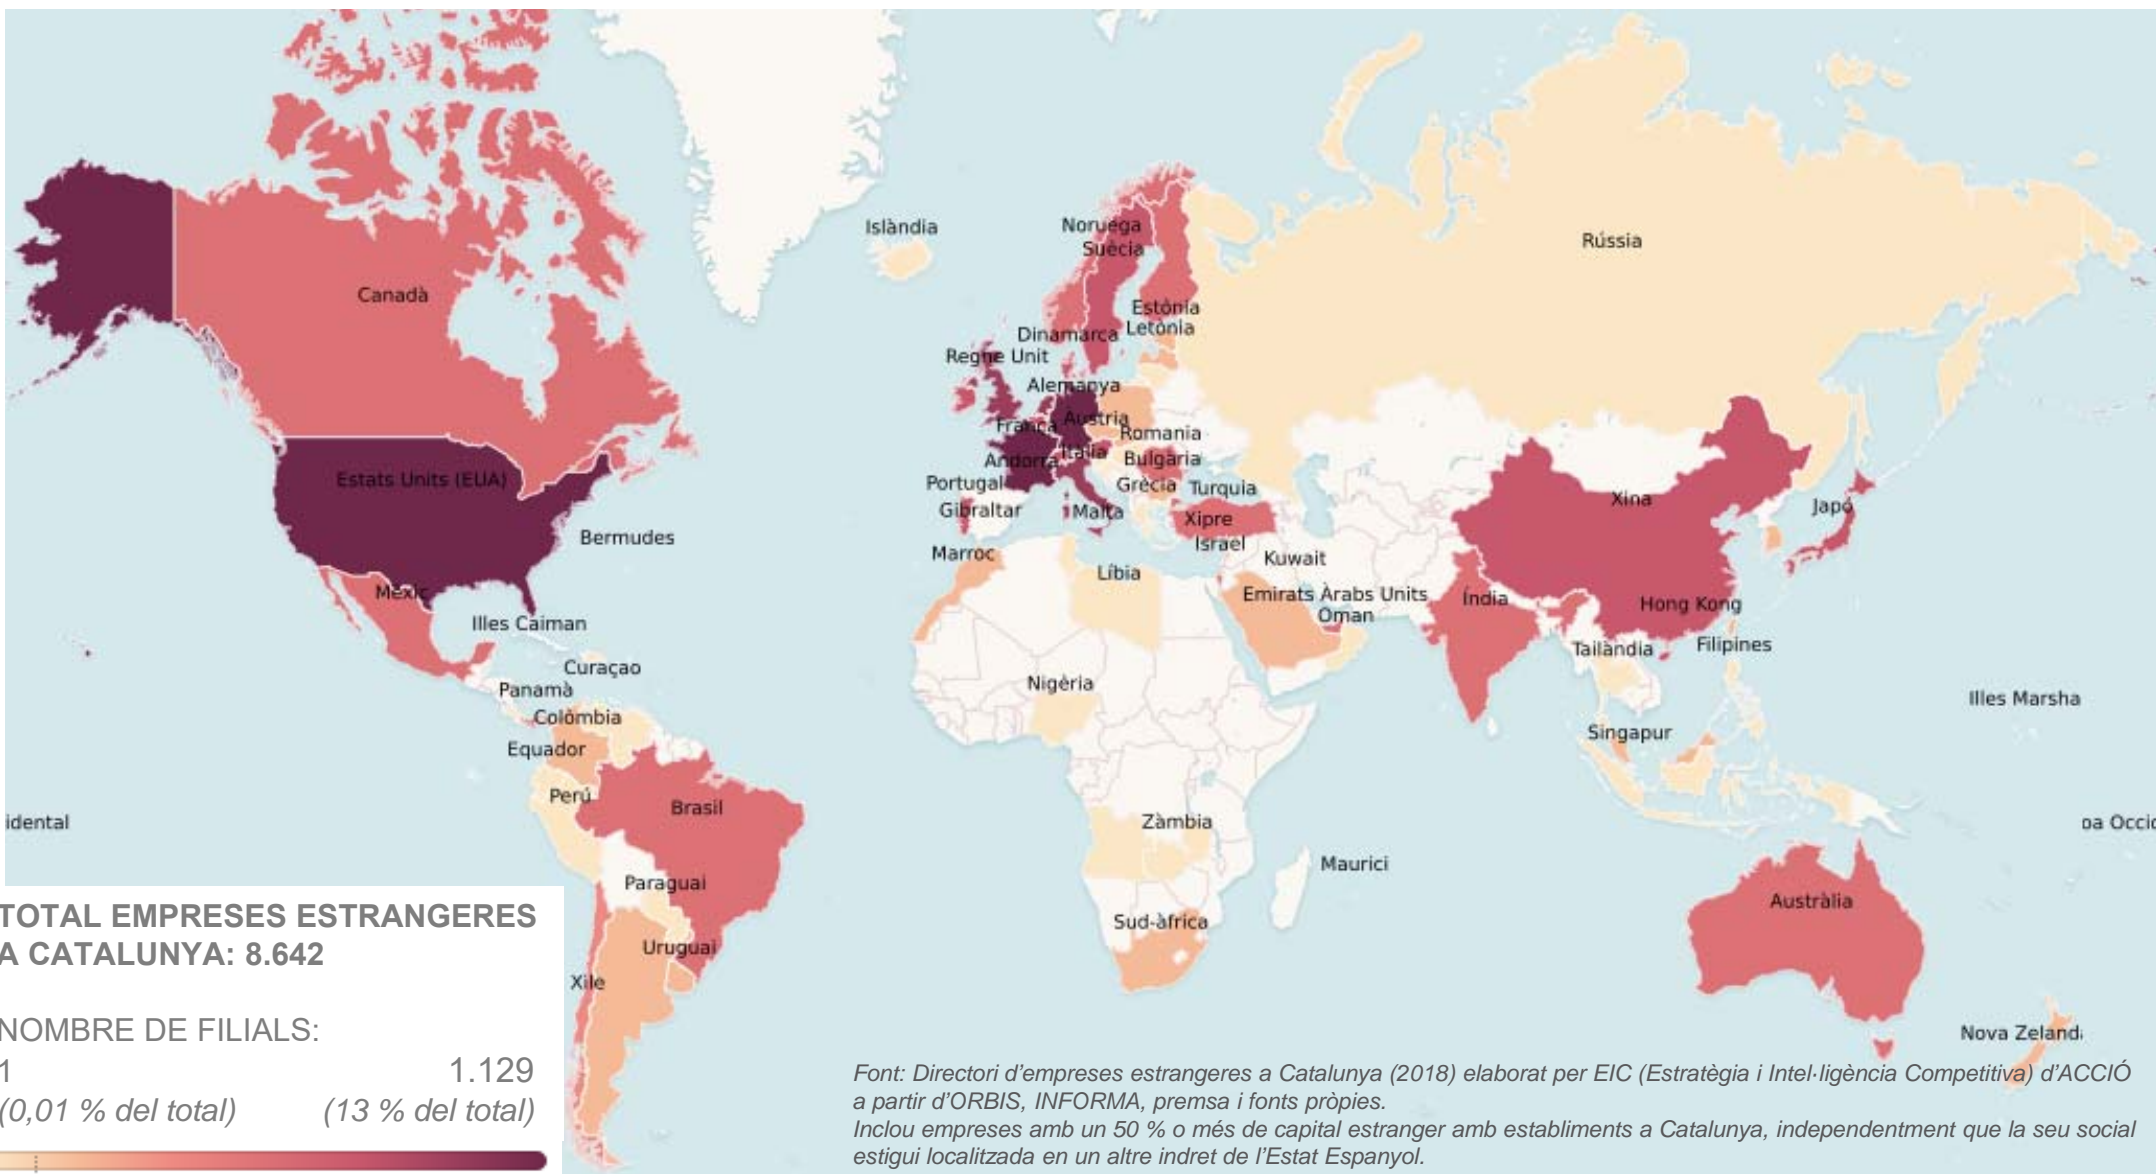 Islàndia
Noruega
Suècia
Rússia
Canadà
Estònia
Letònia
Dinamarca
Regne Unit
Alemanya
Àustria
França
Romania
Itàlia
Andorra
Bulgària
Estats Units (EUA)
Portugal
Grècia
Turquia
Xina
Gibraltar
Malta
Xipre
Japó
Bermudes
Israel
Marroc
Kuwait
Líbia
Mèxic
Emirats Àrabs Units
Índia
Hong Kong
Oman
Illes Caiman
Tailàndia
Filipines
Curaçao
Nigèria
Panamà
Illes Marsha
Colòmbia
Singapur
Equador
Perú
Brasil
idental
Zàmbia
oa Occid
Maurici
Paraguai
Austràlia
Sud-àfrica
Uruguai
Xile
Nova Zeland
TOTAL EMPRESES ESTRANGERES
A CATALUNYA: 8.642
NOMBRE DE FILIALS:
1 1.129
(0,01 % del total) (13 % del total)
Font: Directori d’empreses estrangeres a Catalunya (2018) elaborat per EIC (Estratègia i Intel·ligència Competitiva) d’ACCIÓ
a partir d’ORBIS, INFORMA, premsa i fonts pròpies.
Inclou empreses amb un 50 % o més de capital estranger amb establiments a Catalunya, independentment que la seu social
estigui localitzada en un altre indret de l’Estat Espanyol.